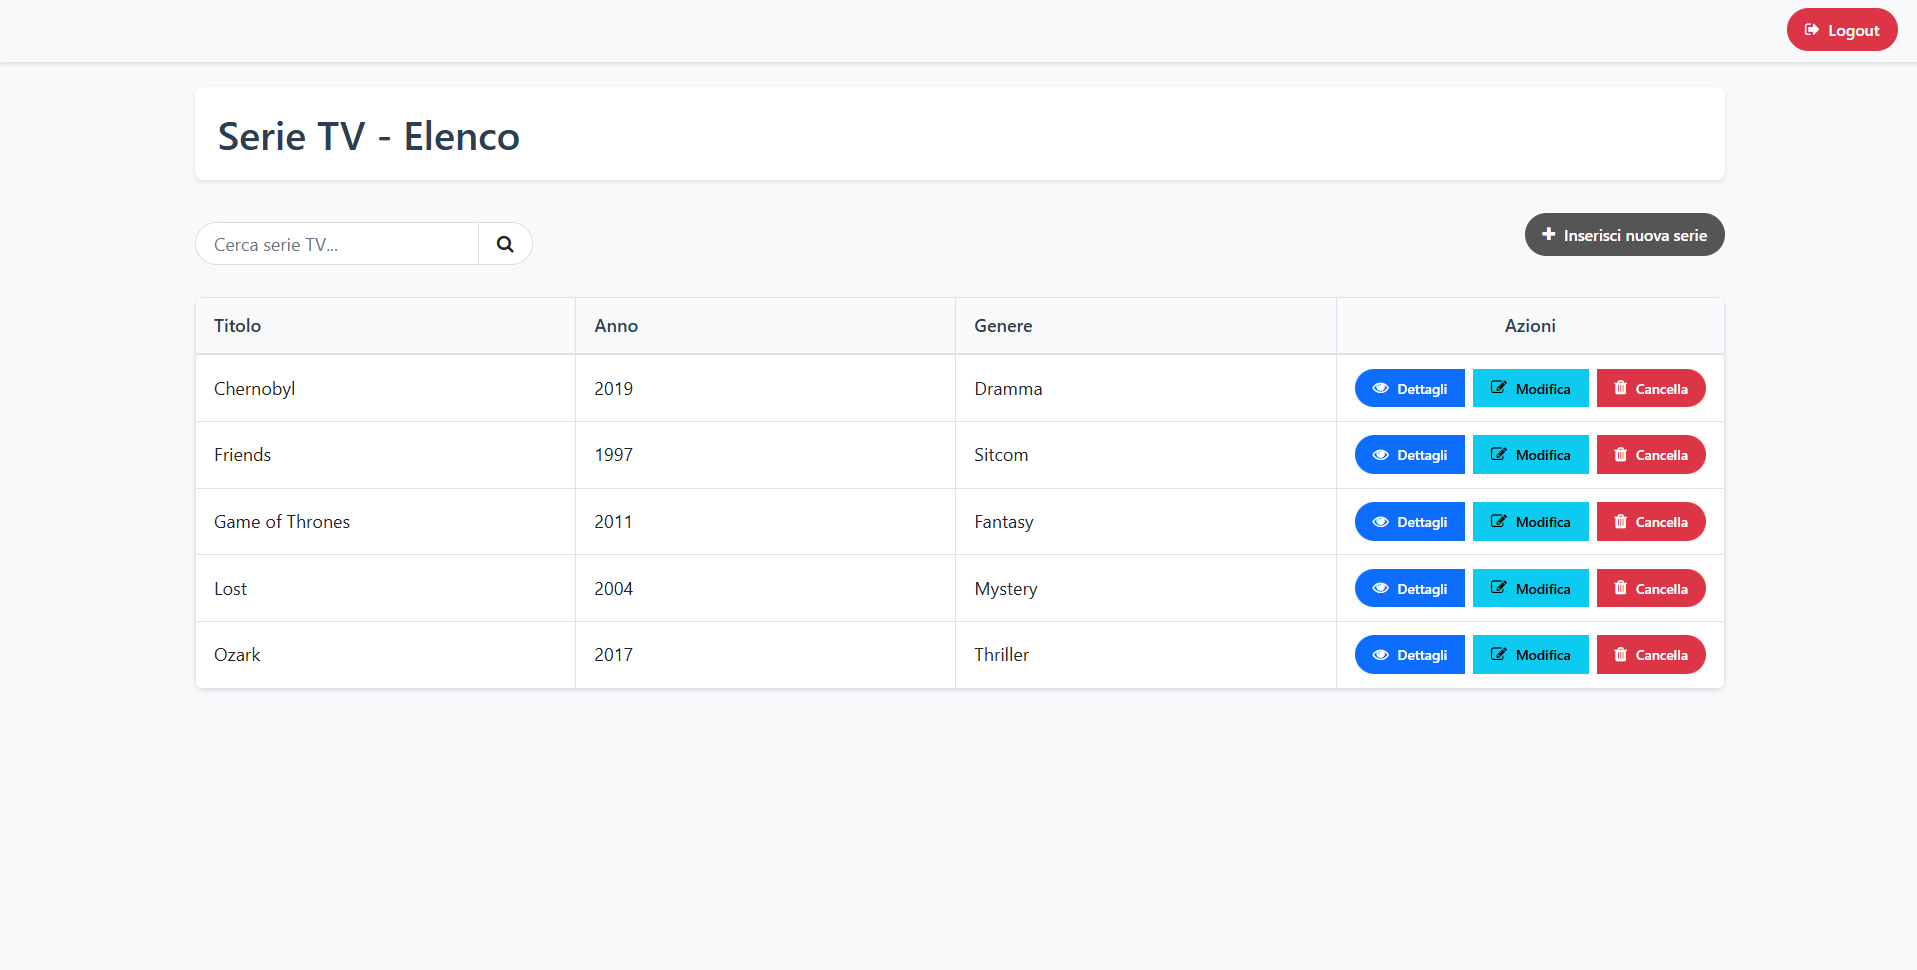 Logout
Serie TV - Elenco
Cerca serie TV...
Inserisci nuova serie
Titolo Anno Genere Azioni
Chernobyl 2019 Dramma Dettagli Modifica Cancella
Friends 1997 Sitcom Dettagli Modifica Cancella
Game of Thrones 2011 Fantasy Dettagli Modifica Cancella
Lost 2004 Mystery Dettagli Modifica Cancella
Ozark 2017 Thriller Dettagli Modifica Cancella